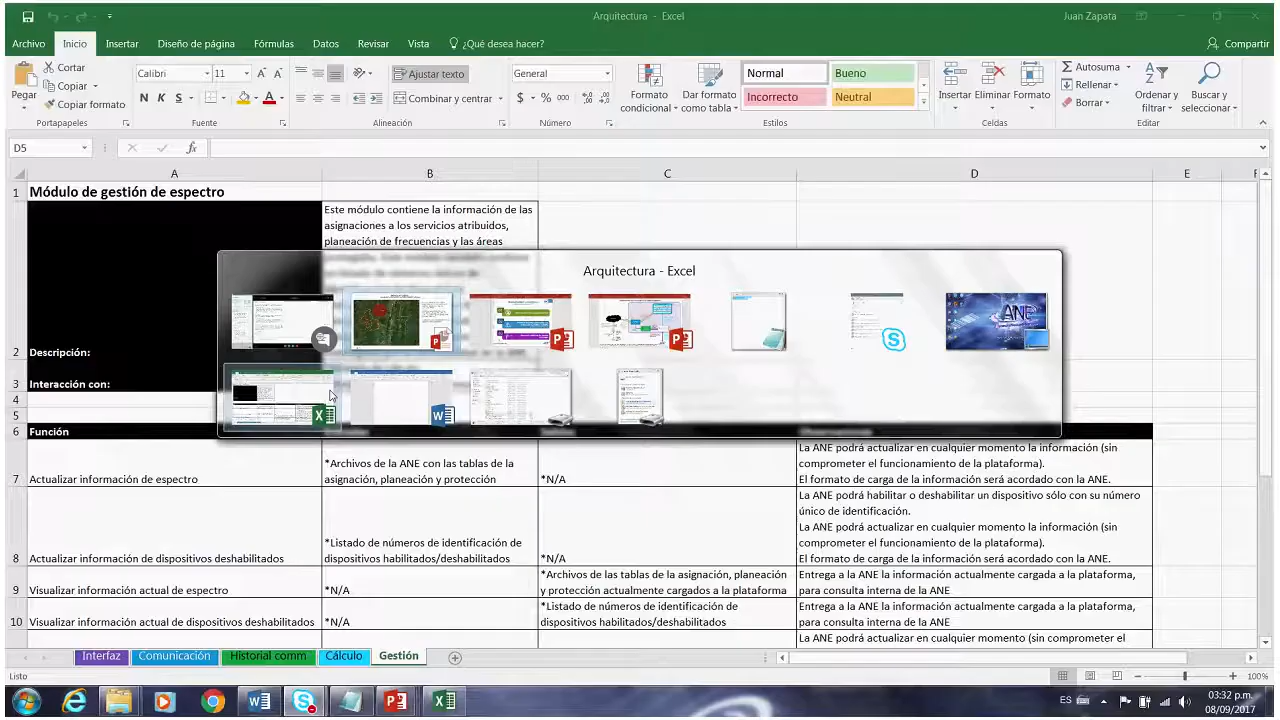 Arquitectura - Excel
Juan Zapata
Archivo Inicio Insertar Diseño de página Fórmulas Datos Revisar Vista ¿Qué desea hacer? Compartir
Pegar
Cortar
Copiar
Copiar formato
Portapapeles
Calibri 11
N K S
Fuente
Ajustar texto
Combinar y centrar
Alineación
General
$ % 000
Número
Formato condicional
Dar formato como tabla
Normal Bueno
Incorrecto Neutral
Estilos
Insertar Eliminar Formato
Celdas
Autosuma
Rellenar
Borrar
Ordenar y filtrar
Buscar y seleccionar
Editar
D5
fx
A B C D E F
1 Módulo de gestión de espectro
Este módulo contiene la información de las
asignaciones a los servicios atribuidos,
planeación de frecuencias y las áreas
Arquitectura - Excel
ANE
2 Descripción:
3 Interacción con:
4
5
6 Función
7 Actualizar información de espectro
*Archivos de la ANE con las tablas de la
asignación, planeación y protección
*N/A
La ANE podrá actualizar en cualquier momento la información (sin
comprometer el funcionamiento de la plataforma).
El formato de carga de la información será acordado con la ANE.
8 Actualizar información de dispositivos deshabilitados
*Listado de números de identificación de
dispositivos habilitados/deshabilitados
*N/A
La ANE podrá habilitar o deshabilitar un dispositivo sólo con su número
único de identificación.
La ANE podrá actualizar en cualquier momento la información (sin
comprometer el funcionamiento de la plataforma).
El formato de carga de la información será acordado con la ANE.
9 Visualizar información actual de espectro
*N/A
*Archivos de las tablas de la asignación, planeación
y protección actualmente cargados a la plataforma
Entrega a la ANE la información actualmente cargada a la plataforma,
para consulta interna de la ANE
10 Visualizar información actual de dispositivos deshabilitados
*N/A
*Listado de números de identificación de
dispositivos habilitados/deshabilitados
Entrega a la ANE la información actualmente cargada a la plataforma,
para consulta interna de la ANE
La ANE podrá actualizar en cualquier momento (sin comprometer el
Interfaz Comunicación Historial comm Cálculo Gestión
Listo
100%
ES
03:32 p.m.
08/09/2017